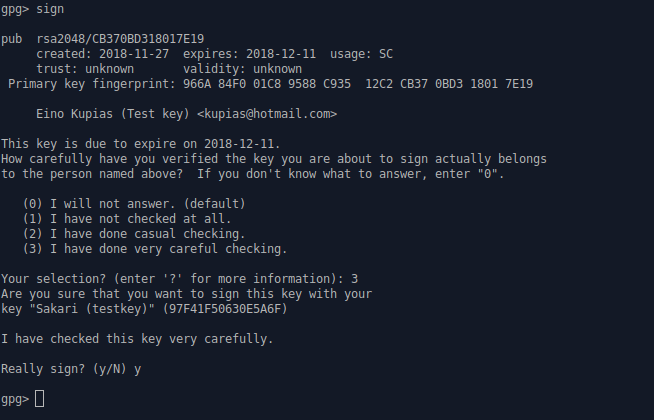 gpg> sign
pub  rsa2048/CB370BD318017E19
     created: 2018-11-27  expires: 2018-12-11  usage: SC
     trust: unknown       validity: unknown
 Primary key fingerprint: 966A 84F0 01C8 9588 C935  12C2 CB37 0BD3 1801 7E19
     Eino Kupias (Test key) <kupias@hotmail.com>
This key is due to expire on 2018-12-11.
How carefully have you verified the key you are about to sign actually belongs
to the person named above?  If you don't know what to answer, enter "0".
   (0) I will not answer. (default)
   (1) I have not checked at all.
   (2) I have done casual checking.
   (3) I have done very careful checking.
Your selection? (enter '?' for more information): 3
Are you sure that you want to sign this key with your
key "Sakari (testkey)" (97F41F50630E5A6F)
I have checked this key very carefully.
Really sign? (y/N) y
gpg>